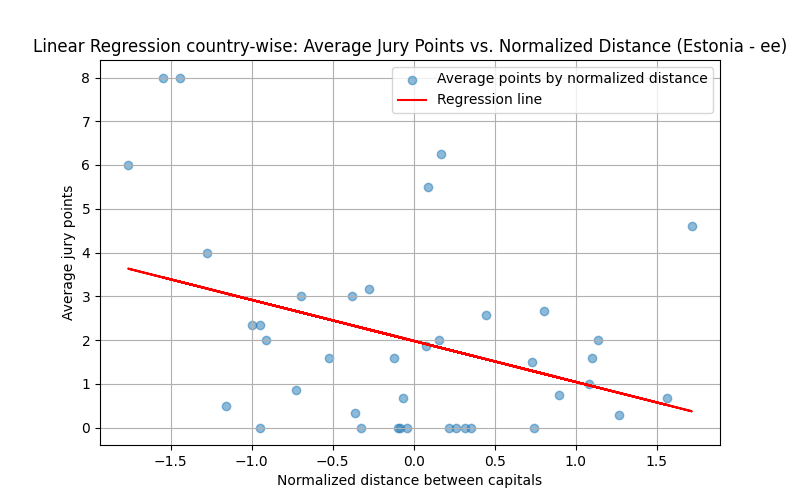 Linear Regression country-wise: Average Jury Points vs. Normalized Distance (Estonia - ee)
Average points by normalized distance
Regression line
Average jury points
8
7
6
5
4
3
2
1
0
−1.5 −1.0 −0.5 0.0 0.5 1.0 1.5
Normalized distance between capitals